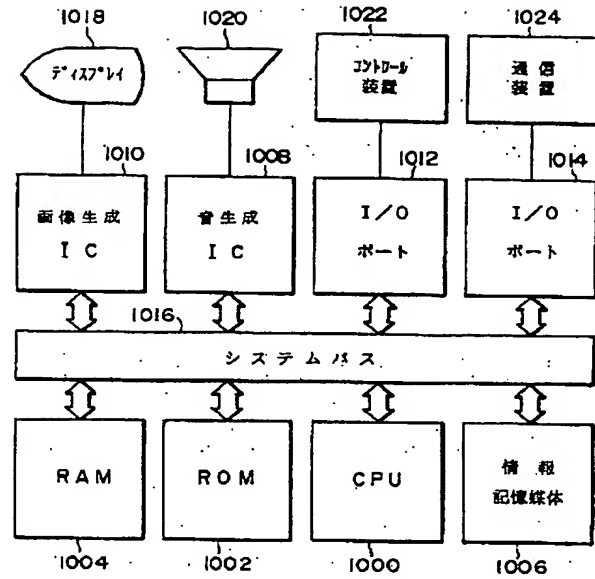 1018
1020
1022
1024
ディスプレイ
コントロール
装置
通信
装置
1010
1008
1012
1014
画像生成
IC
音生成
IC
I/O
ポート
I/O
ポート
1016
システムバス
RAM
ROM
CPU
情報
記憶媒体
1004
1002
1000
1006